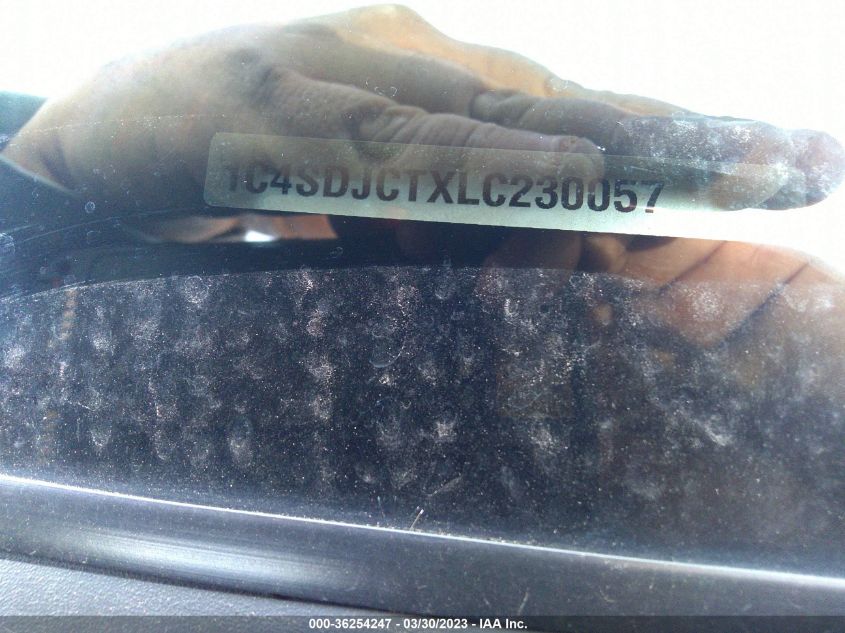 1C4SDJCTXLC230057
000-36254247 - 03/30/2023 - IAA Inc.